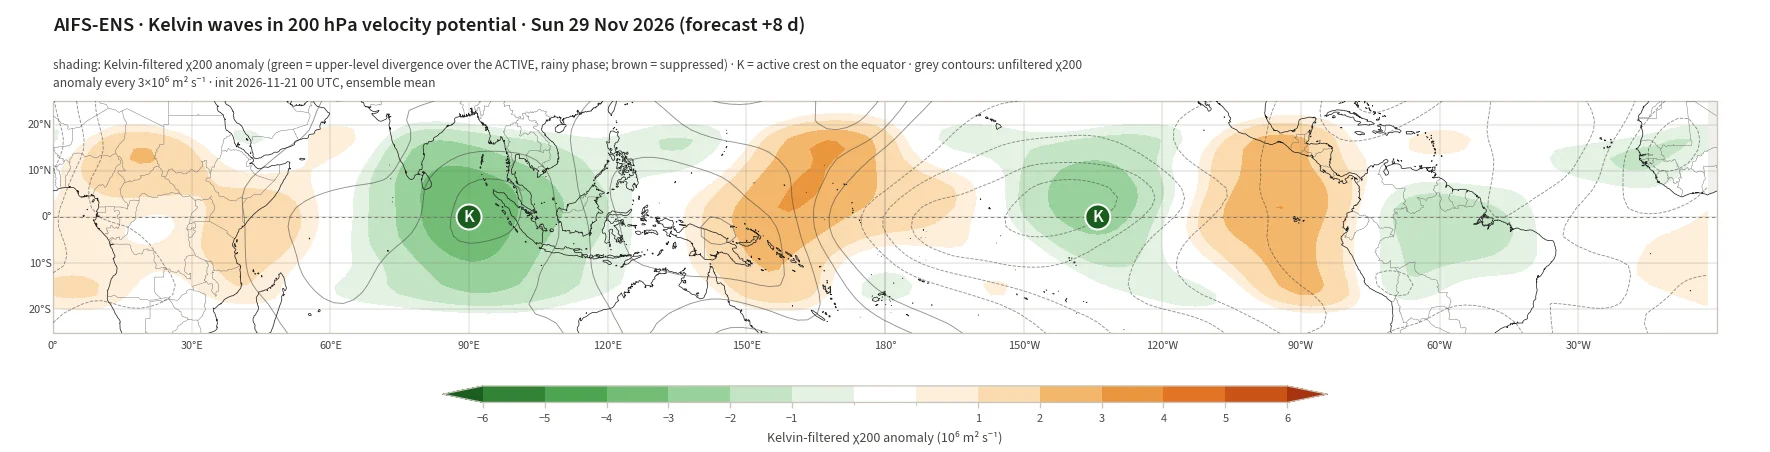 AIFS-ENS · Kelvin waves in 200 hPa velocity potential · Sun 29 Nov 2026 (forecast +8 d)
shading: Kelvin-filtered χ200 anomaly (green = upper-level divergence over the ACTIVE, rainy phase; brown = suppressed) · K = active crest on the equator · grey contours: unfiltered χ200
anomaly every 3×10⁶ m² s⁻¹ · init 2026-11-21 00 UTC, ensemble mean
20°N
10°N
0°
10°S
20°S
K
K
0° 30°E 60°E 90°E 120°E 150°E 180° 150°W 120°W 90°W 60°W 30°W
−6 −5 −4 −3 −2 −1 1 2 3 4 5 6
Kelvin-filtered χ200 anomaly (10⁶ m² s⁻¹)